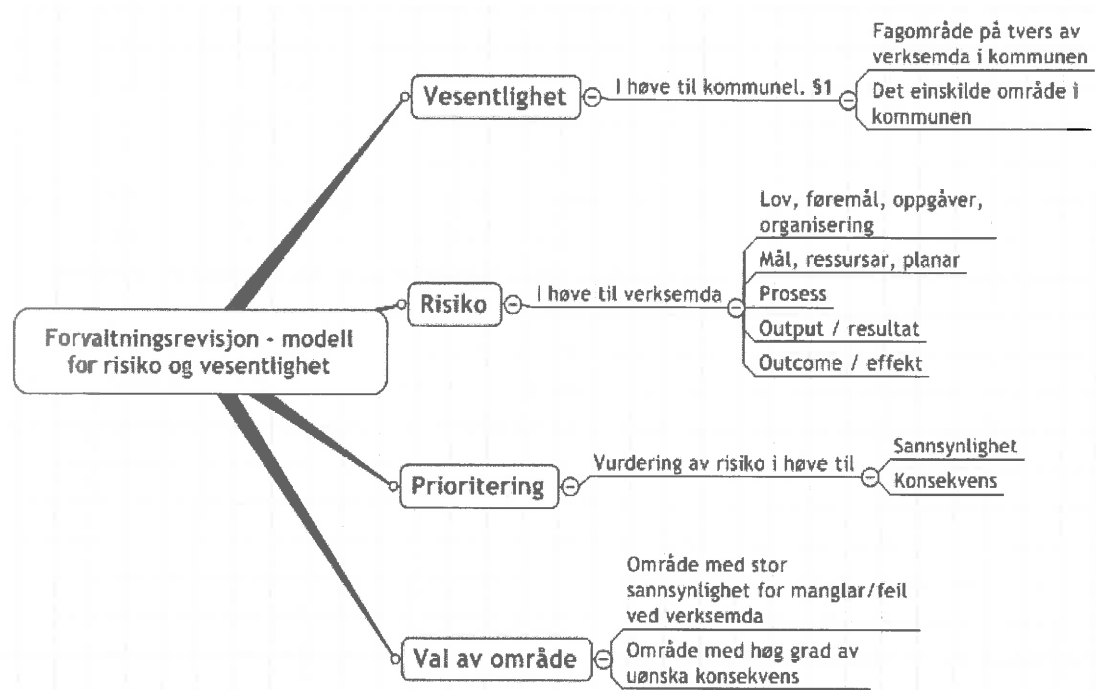 Fagområde på tvers av
verksemda i kommunen
Vesentlighet
I høve til kommunel. §1
Det einskilde område i
kommunen
Lov, føremål, oppgåver,
organisering
Mål, ressursar, planar
Risiko
I høve til verksemda
Prosess
Output / resultat
Outcome / effekt
Forvaltningsrevisjon - modell
for risiko og vesentlighet
Sannsynlighet
Prioritering
Vurdering av risiko i høve til
Konsekvens
Område med stor
sannsynlighet for manglar/feil
ved verksemda
Val av område
Område med høg grad av
uønska konsekvens